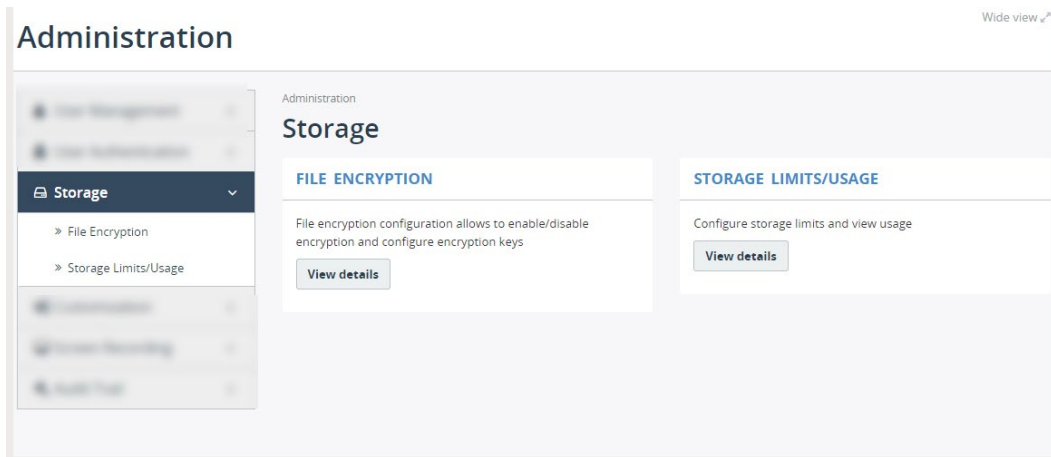 Wide view
Administration
Administration
Storage
Storage
File Encryption
Storage Limits/Usage
FILE ENCRYPTION
File encryption configuration allows to enable/disable
encryption and configure encryption keys
View details
STORAGE LIMITS/USAGE
Configure storage limits and view usage
View details